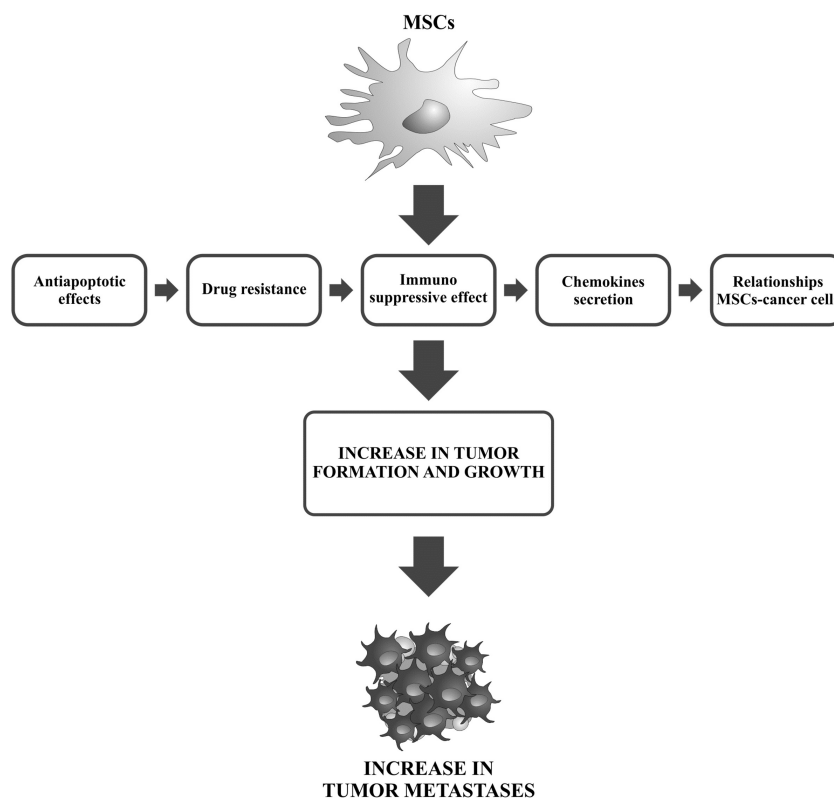 MSCs
Antiapoptotic
effects
Drug resistance
Immuno
suppressive effect
Chemokines
secretion
Relationships
MSCs-cancer cell
INCREASE IN TUMOR
FORMATION AND GROWTH
INCREASE IN
TUMOR METASTASES